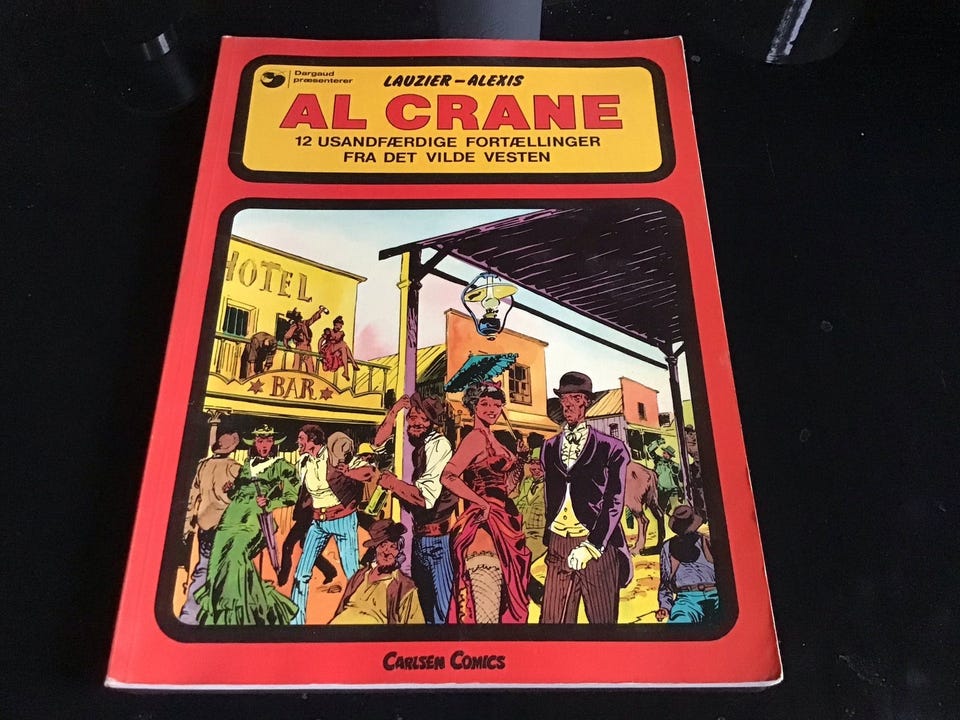 Dargaud
præsenterer
LAUZIER - ALEXIS
AL CRANE
12 USANDFÆRDIGE FORTÆLLINGER
FRA DET VILDE VESTEN
HOTEL
BAR
CARLSEN COMICS